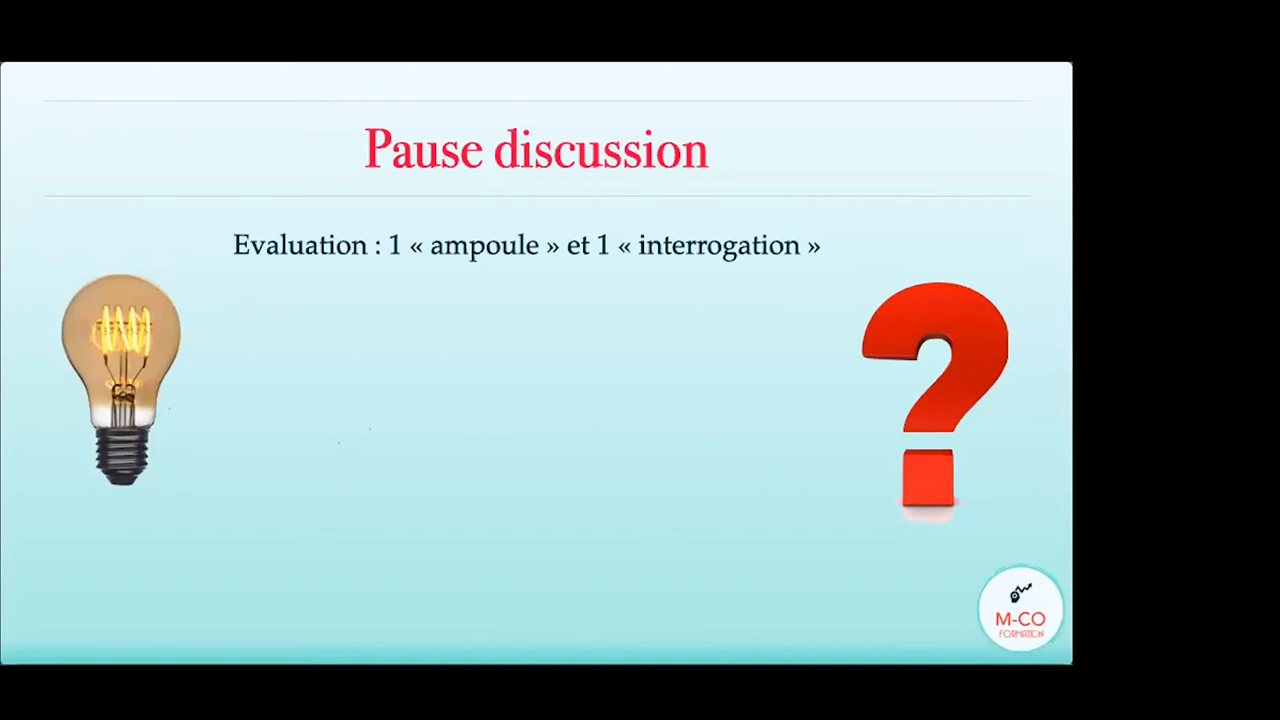 Pause discussion
Evaluation : 1 « ampoule » et 1 « interrogation »
M-CO
FORMATION